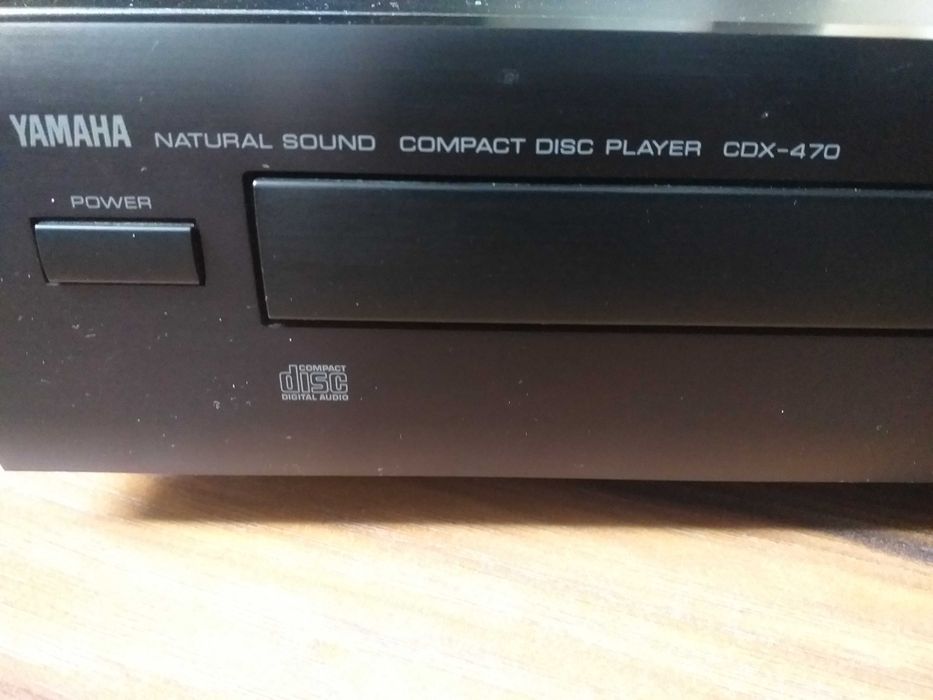 YAMAHA NATURAL SOUND COMPACT DISC PLAYER CDX-470
POWER
COMPACT
disc
DIGITAL AUDIO